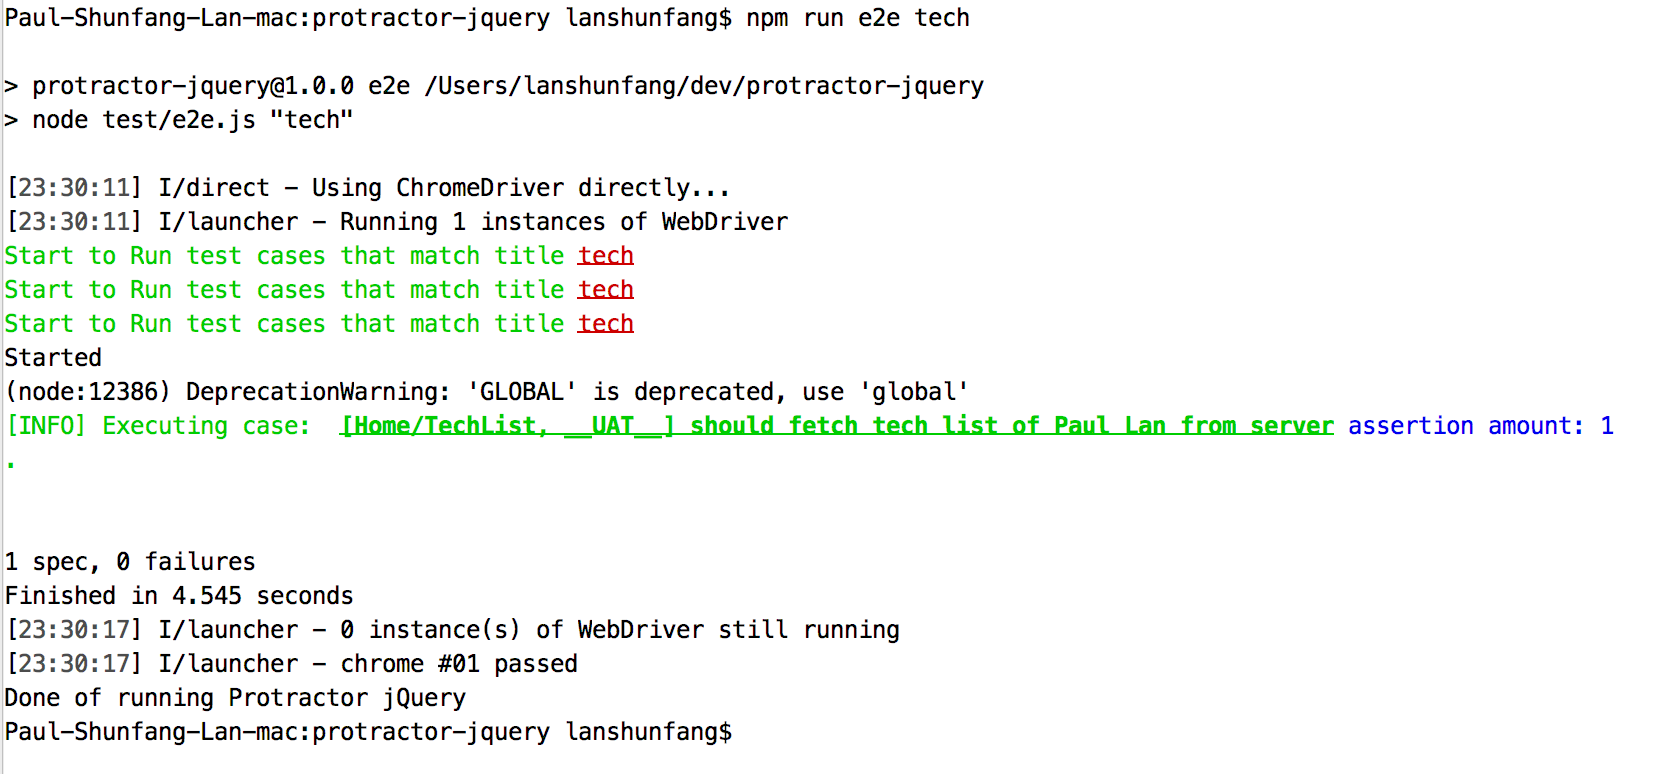 Paul-Shunfang-Lan-mac:protractor-jquery lanshunfang$ npm run e2e tech
> protractor-jquery@1.0.0 e2e /Users/lanshunfang/dev/protractor-jquery
> node test/e2e.js "tech"
[23:30:11] I/direct - Using ChromeDriver directly...
[23:30:11] I/launcher - Running 1 instances of WebDriver
Start to Run test cases that match title tech
Start to Run test cases that match title tech
Start to Run test cases that match title tech
Started
(node:12386) DeprecationWarning: 'GLOBAL' is deprecated, use 'global'
[INFO] Executing case:  [Home/TechList, __UAT__] should fetch tech list of Paul Lan from server assertion amount: 1
.
1 spec, 0 failures
Finished in 4.545 seconds
[23:30:17] I/launcher - 0 instance(s) of WebDriver still running
[23:30:17] I/launcher - chrome #01 passed
Done of running Protractor jQuery
Paul-Shunfang-Lan-mac:protractor-jquery lanshunfang$